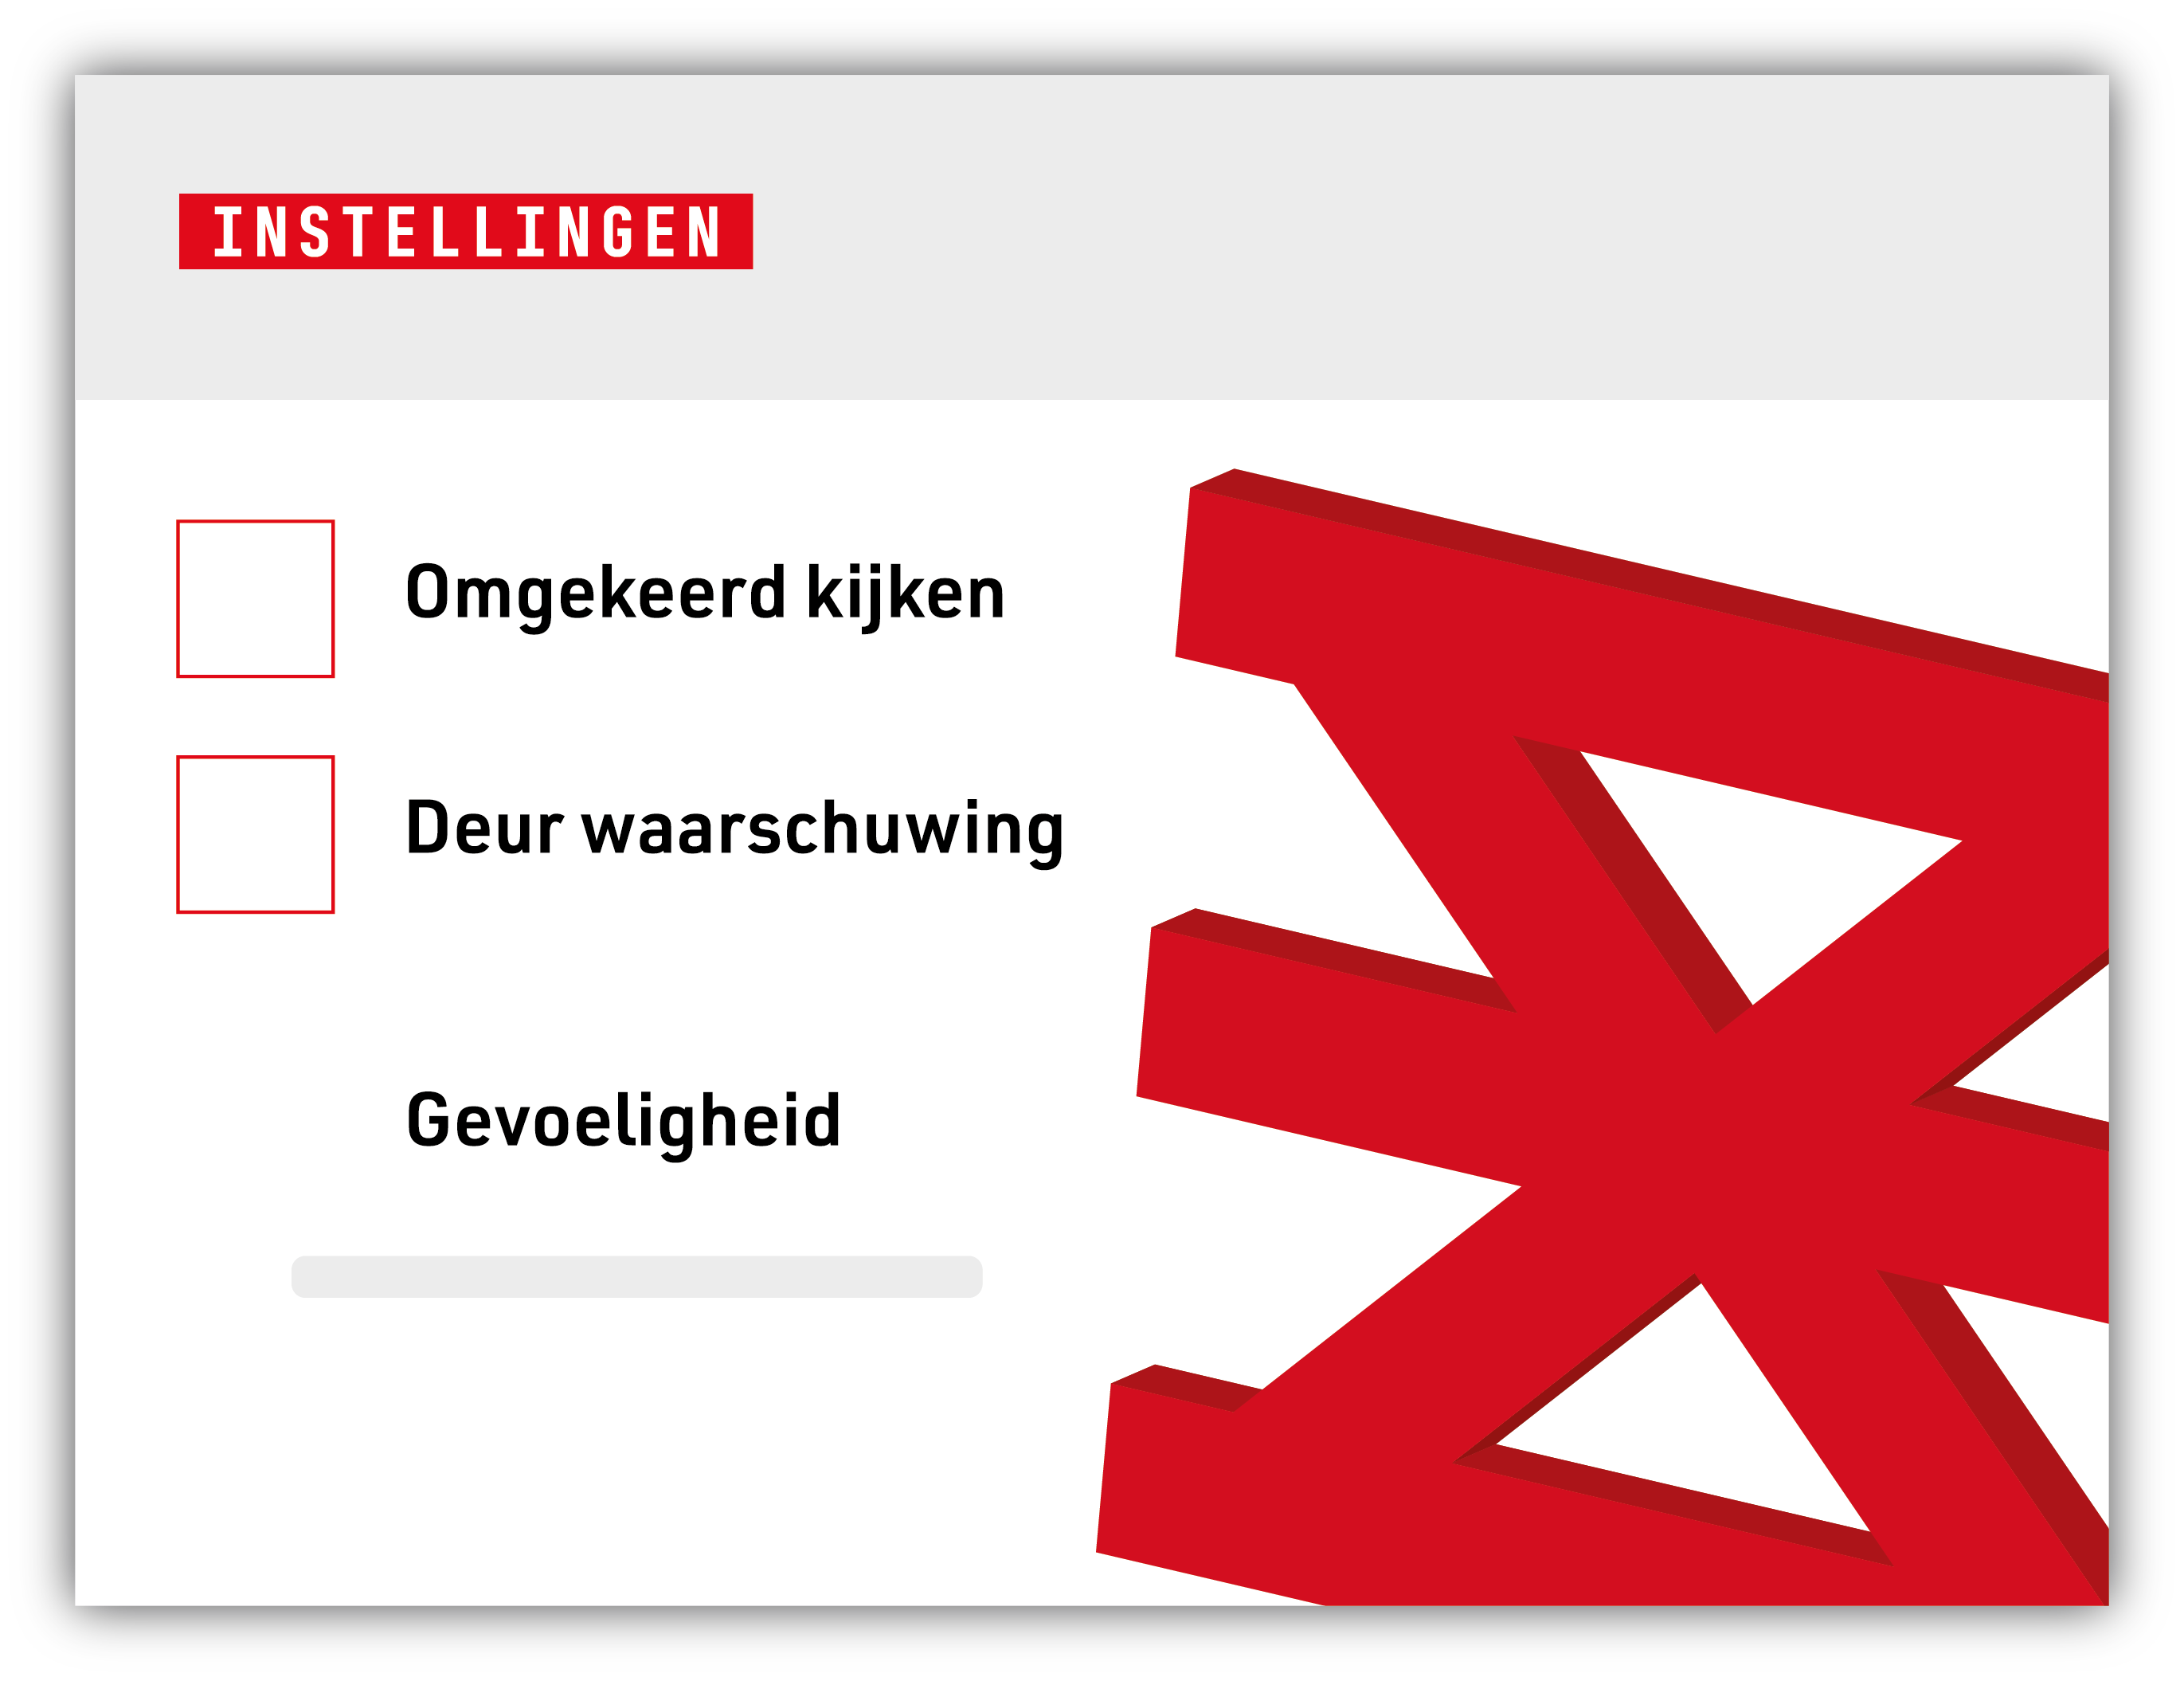 INSTELLINGEN
Omgekeerd kijken
Deur waarschuwing
Gevoeligheid